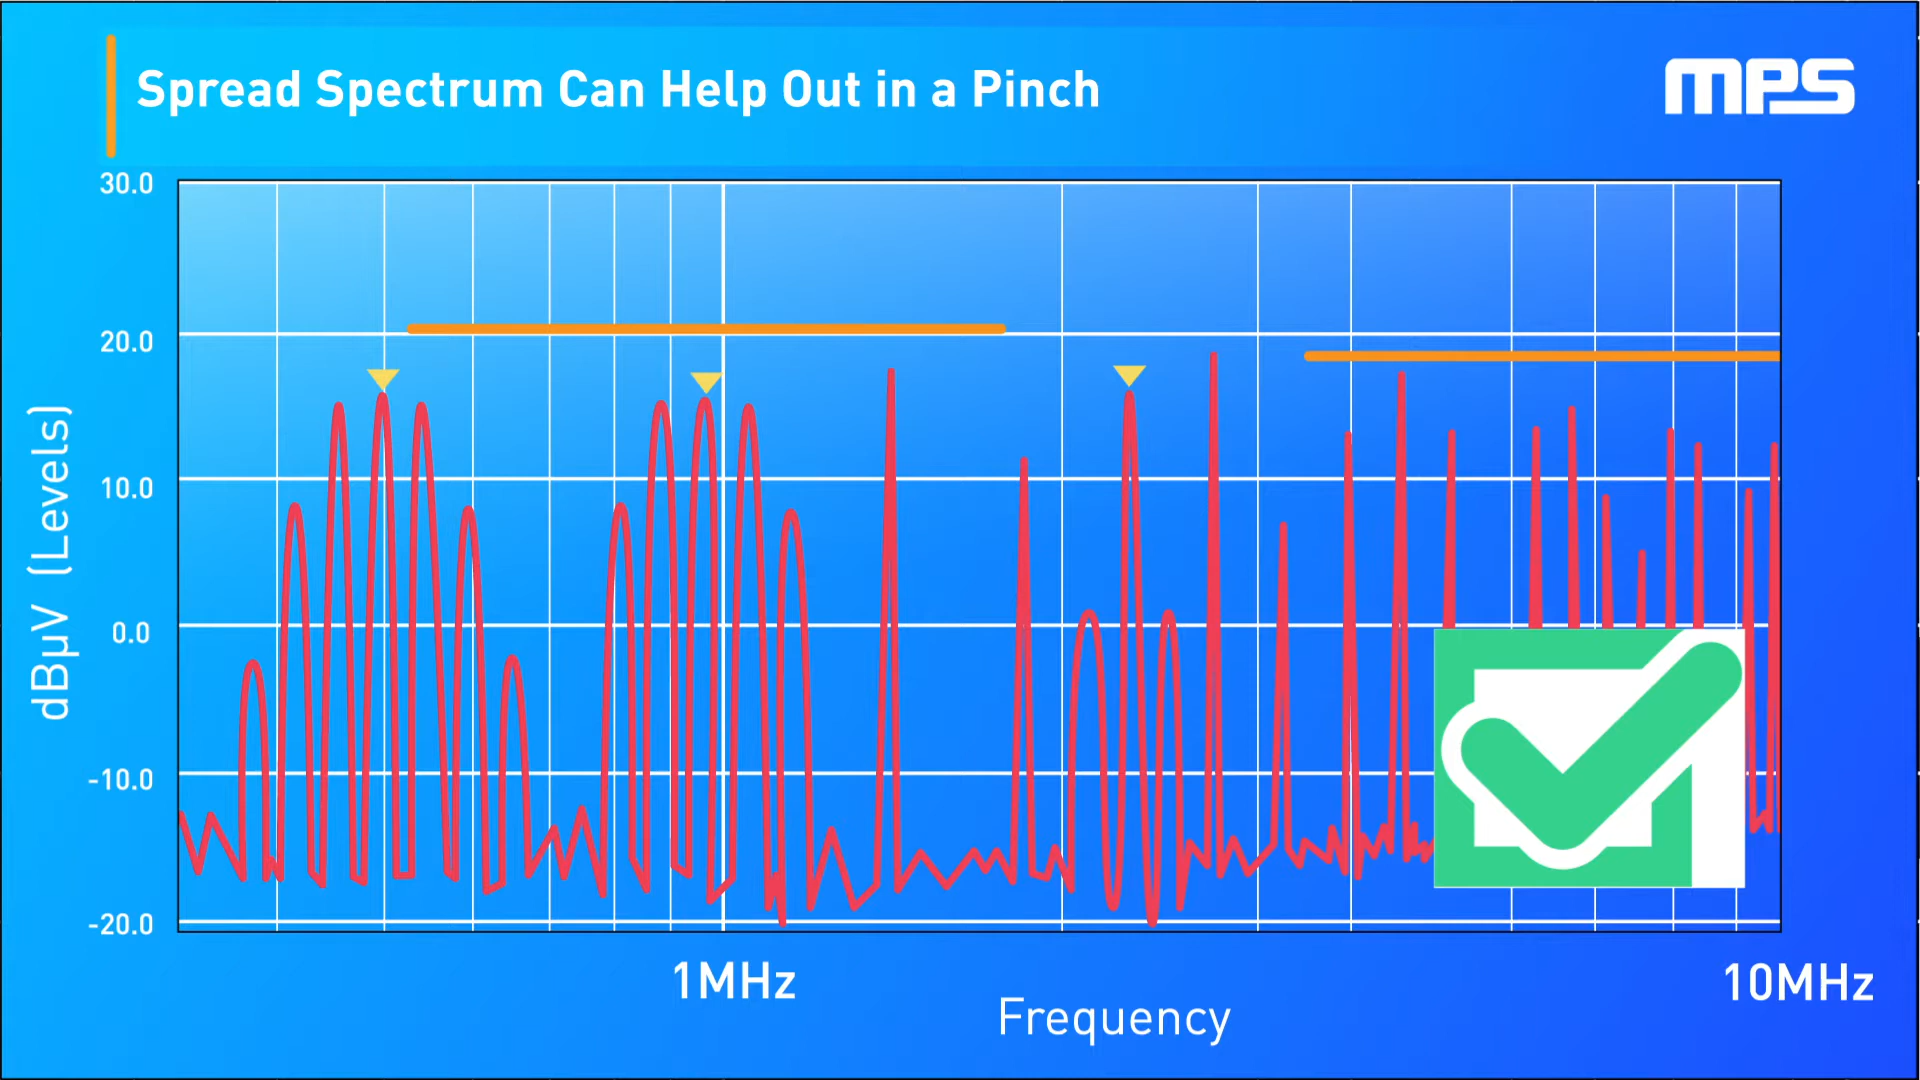 Spread Spectrum Can Help Out in a Pinch
MPS
30.0
20.0
10.0
0.0
-10.0
-20.0
dBµV (Levels)
1MHz
10MHz
Frequency